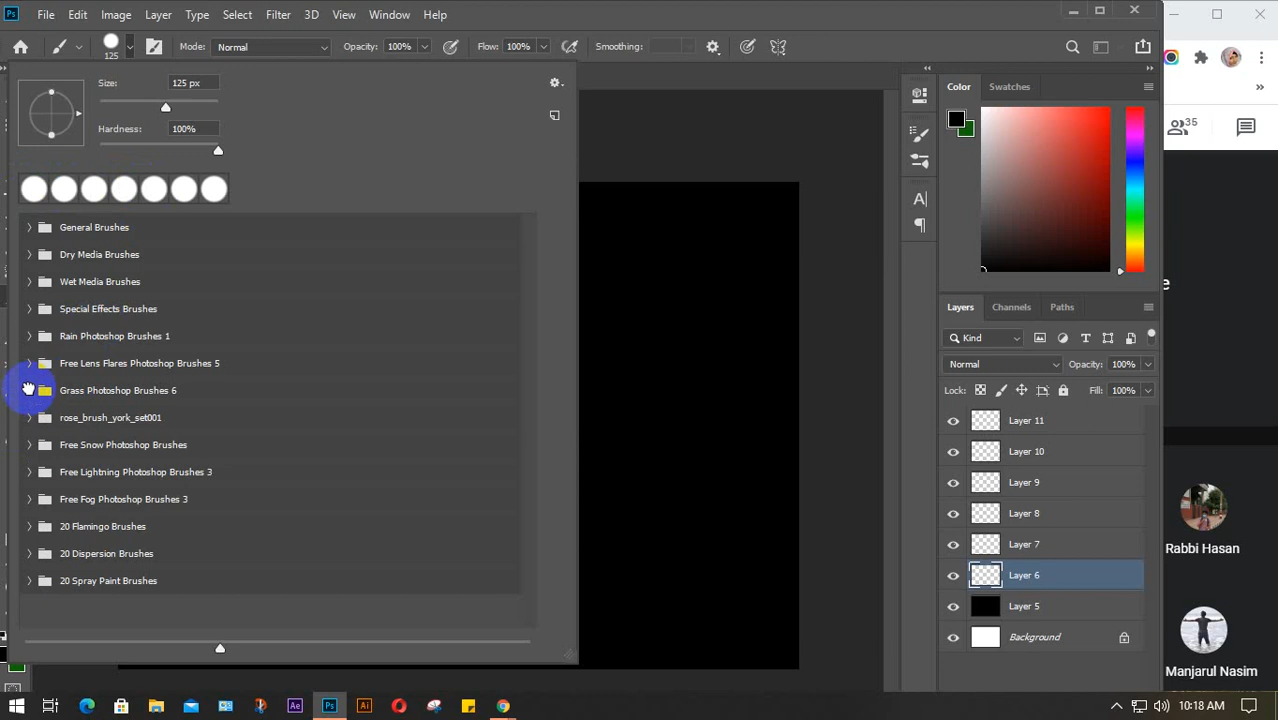 Ps File Edit Image Layer Type Select Filter 3D View Window Help
125 Mode: Normal Opacity: 100% Flow: 100% Smoothing:
Size: 125 px
Hardness: 100%
General Brushes
Dry Media Brushes
Wet Media Brushes
Special Effects Brushes
Rain Photoshop Brushes 1
Free Lens Flares Photoshop Brushes 5
Grass Photoshop Brushes 6
rose_brush_york_set001
Free Snow Photoshop Brushes
Free Lightning Photoshop Brushes 3
Free Fog Photoshop Brushes 3
20 Flamingo Brushes
20 Dispersion Brushes
20 Spray Paint Brushes
Color Swatches
Layers Channels Paths
Kind
Normal Opacity: 100%
Lock: Fill: 100%
Layer 11
Layer 10
Layer 9
Layer 8
Layer 7
Layer 6
Layer 5
Background
35
e
Rabbi Hasan
Manjarul Nasim
Ae Ps Ai
10:18 AM